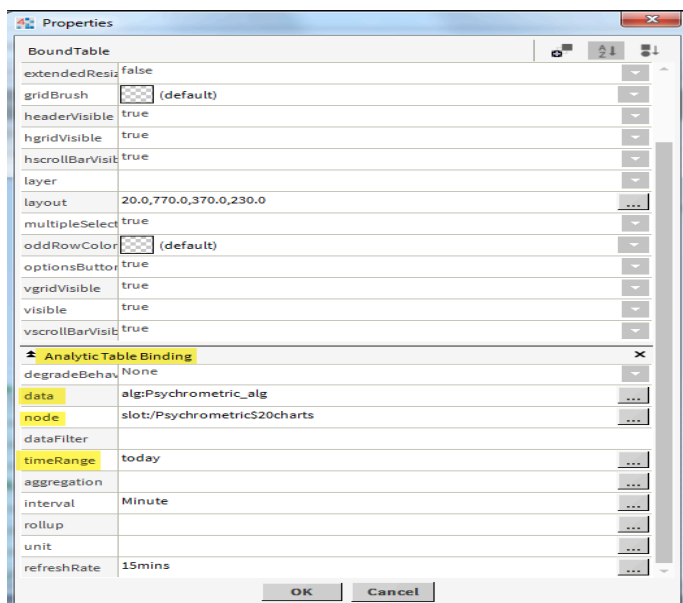 Properties
BoundTable
extendedResiz false
gridBrush (default)
headerVisible true
hgridVisible true
hscrollBarVisib true
layer
layout 20.0,770.0,370.0,230.0 ...
multipleSelect true
oddRowColor (default)
optionsButton true
vgridVisible true
visible true
vscrollBarVisib true
Analytic Table Binding
degradeBehav None
data alg:Psychrometric_alg ...
node slot:/Psychrometric$20charts ...
dataFilter
timeRange today ...
aggregation ...
interval Minute ...
rollup ...
unit ...
refreshRate 15mins ...
OK Cancel